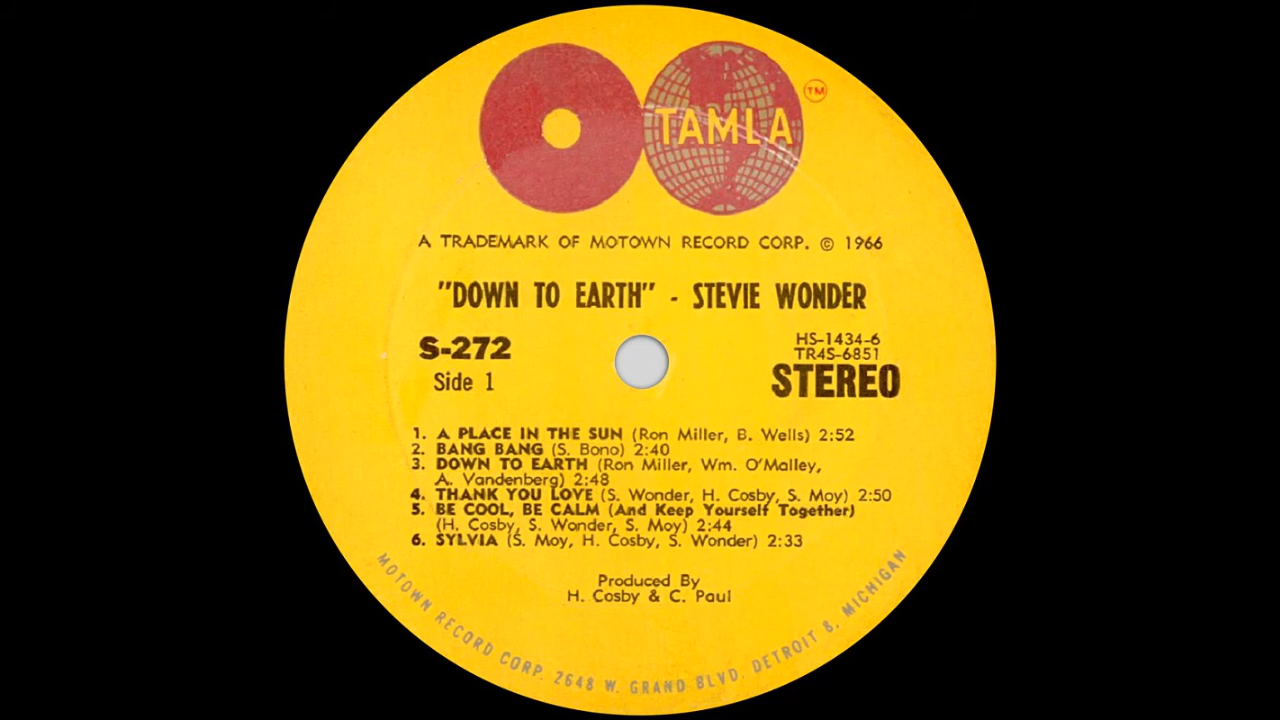 TAMLA
TM
A TRADEMARK OF MOTOWN RECORD CORP. © 1966
"DOWN TO EARTH" - STEVIE WONDER
S-272
Side 1
HS-1434-6
TR4S-6851
STEREO
1. A PLACE IN THE SUN (Ron Miller, B. Wells) 2:52
2. BANG BANG (S. Bono) 2:40
3. DOWN TO EARTH (Ron Miller, Wm. O'Malley,
A. Vandenberg) 2:48
4. THANK YOU LOVE (S. Wonder, H. Cosby, S. Moy) 2:50
5. BE COOL, BE CALM (And Keep Yourself Together)
(H. Cosby, S. Wonder, S. Moy) 2:44
6. SYLVIA (S. Moy, H. Cosby, S. Wonder) 2:33
Produced By
H. Cosby & C. Paul
MOTOWN RECORD CORP. 2648 W. GRAND BLVD. DETROIT 8, MICHIGAN